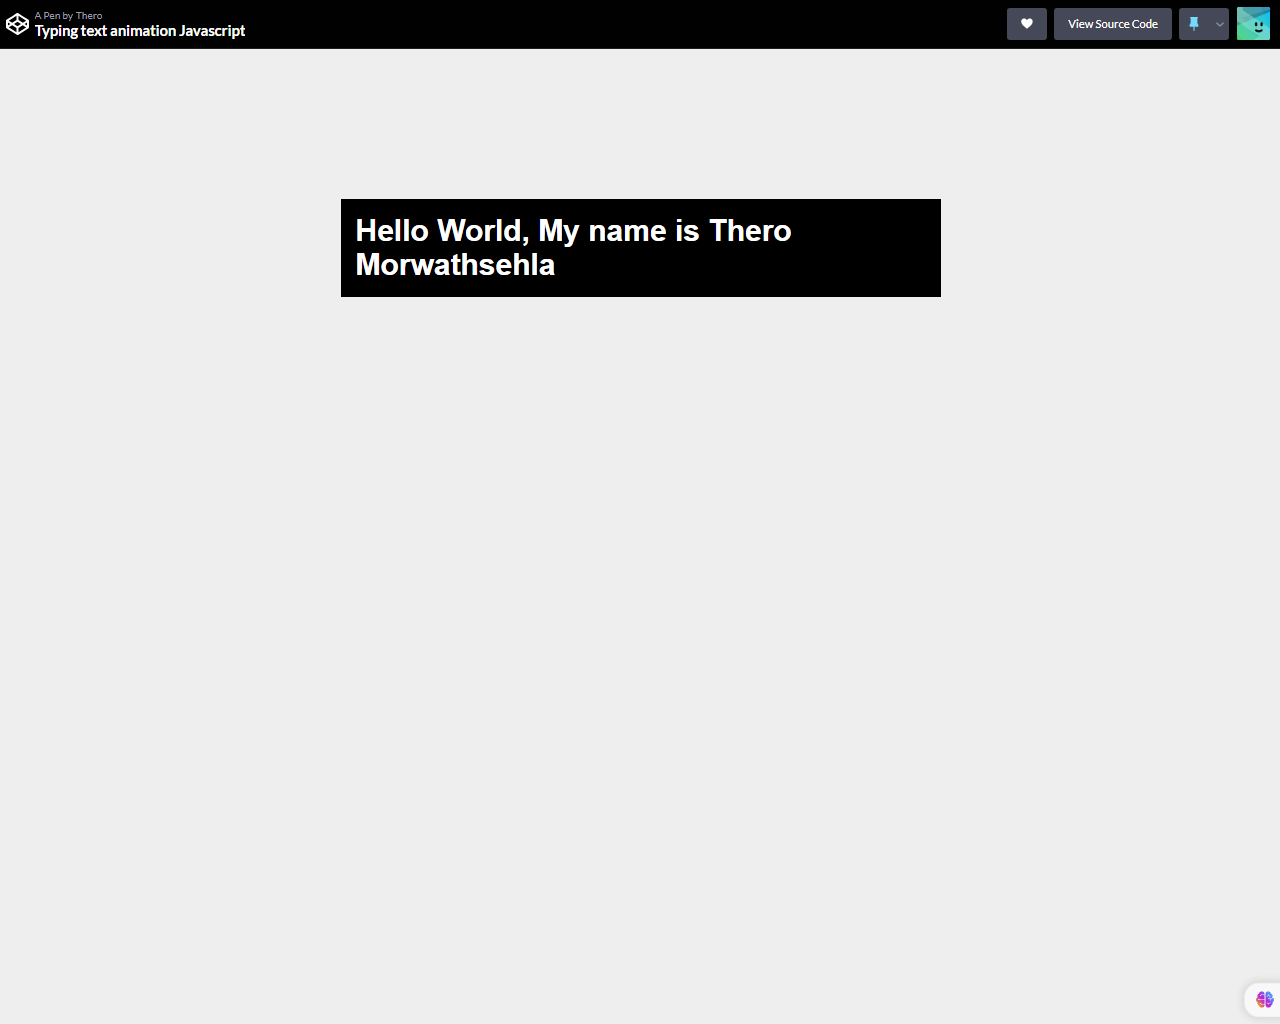 A Pen by Thero
Typing text animation Javascript
View Source Code
Hello World, My name is Thero
Morwathsehla